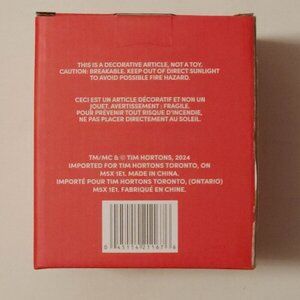 THIS IS A DECORATIVE ARTICLE, NOT A TOY.
CAUTION: BREAKABLE. KEEP OUT OF DIRECT SUNLIGHT
TO AVOID POSSIBLE FIRE HAZARD.
CECI EST UN ARTICLE DÉCORATIF ET NON UN
JOUET. AVERTISSEMENT : FRAGILE.
POUR PRÉVENIR TOUT RISQUE D'INCENDIE,
NE PAS PLACER DIRECTEMENT AU SOLEIL.
TM/MC & © TIM HORTONS, 2024
IMPORTED FOR TIM HORTONS TORONTO, ON
M5X 1E1. MADE IN CHINA.
IMPORTÉ POUR TIM HORTONS TORONTO, (ONTARIO)
M5X 1E1. FABRIQUÉ EN CHINE.